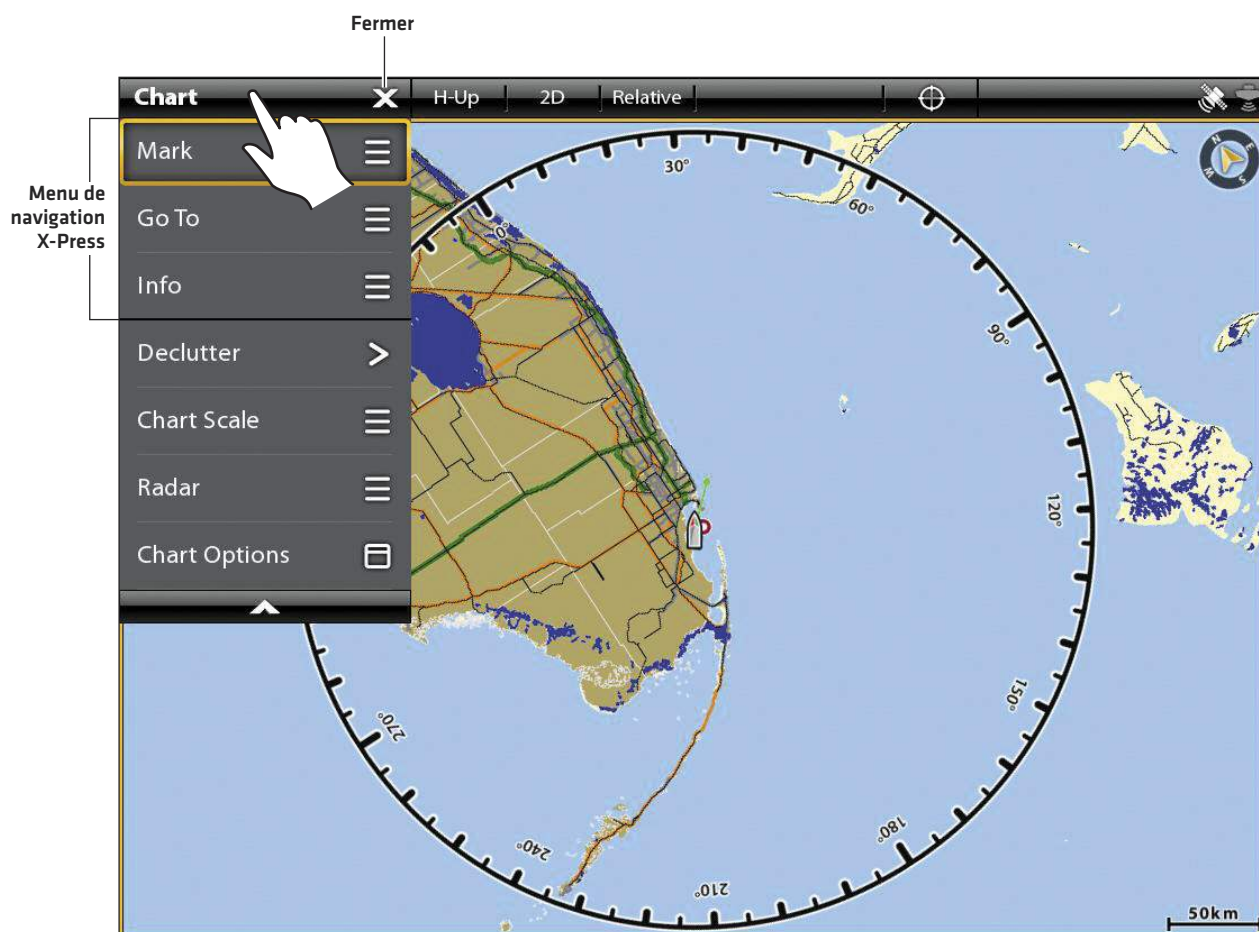 Fermer
Chart
H-Up 2D Relative
Menu de
navigation
X-Press
Mark
Go To
Info
Declutter
Chart Scale
Radar
Chart Options
N
E
S
W
0°
30°
60°
90°
120°
150°
180°
210°
240°
270°
50km